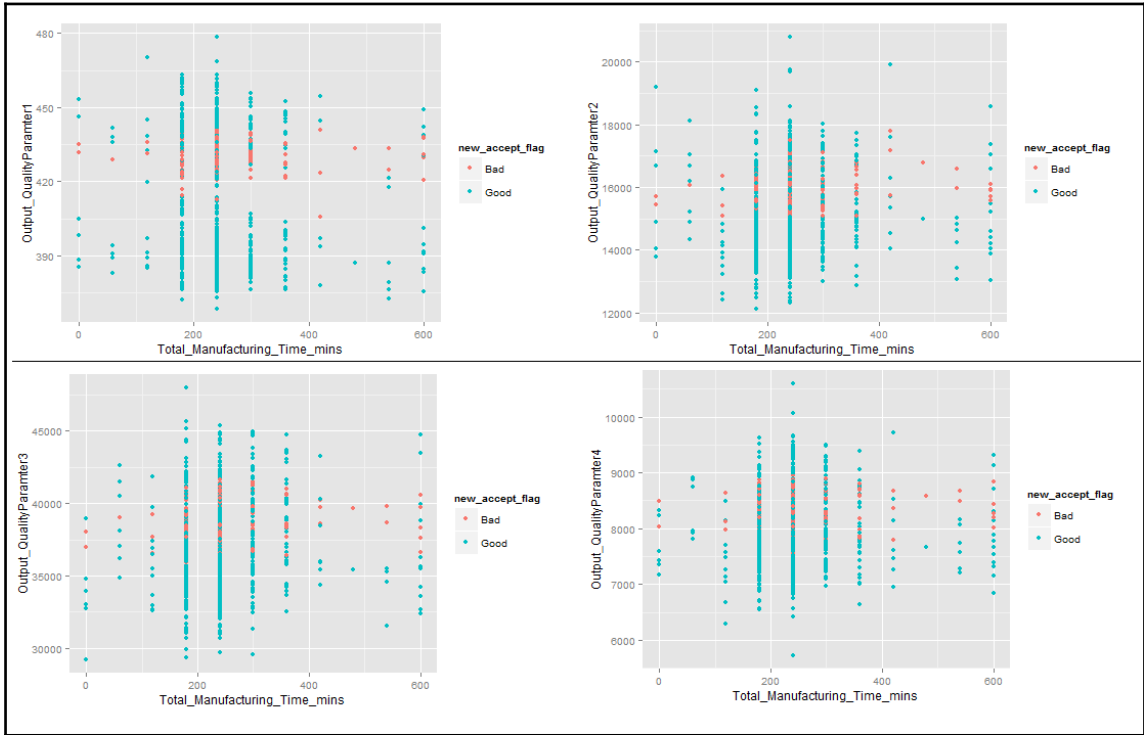 Output_QualityParamter1
480
450
420
390
0
200
400
600
Total_Manufacturing_Time_mins
new_accept_flag
Bad
Good
Output_QualityParamter2
20000
18000
16000
14000
12000
0
200
400
600
Total_Manufacturing_Time_mins
new_accept_flag
Bad
Good
Output_QualityParamter3
45000
40000
35000
30000
0
200
400
600
Total_Manufacturing_Time_mins
new_accept_flag
Bad
Good
Output_QualityParamter4
10000
9000
8000
7000
6000
0
200
400
600
Total_Manufacturing_Time_mins
new_accept_flag
Bad
Good